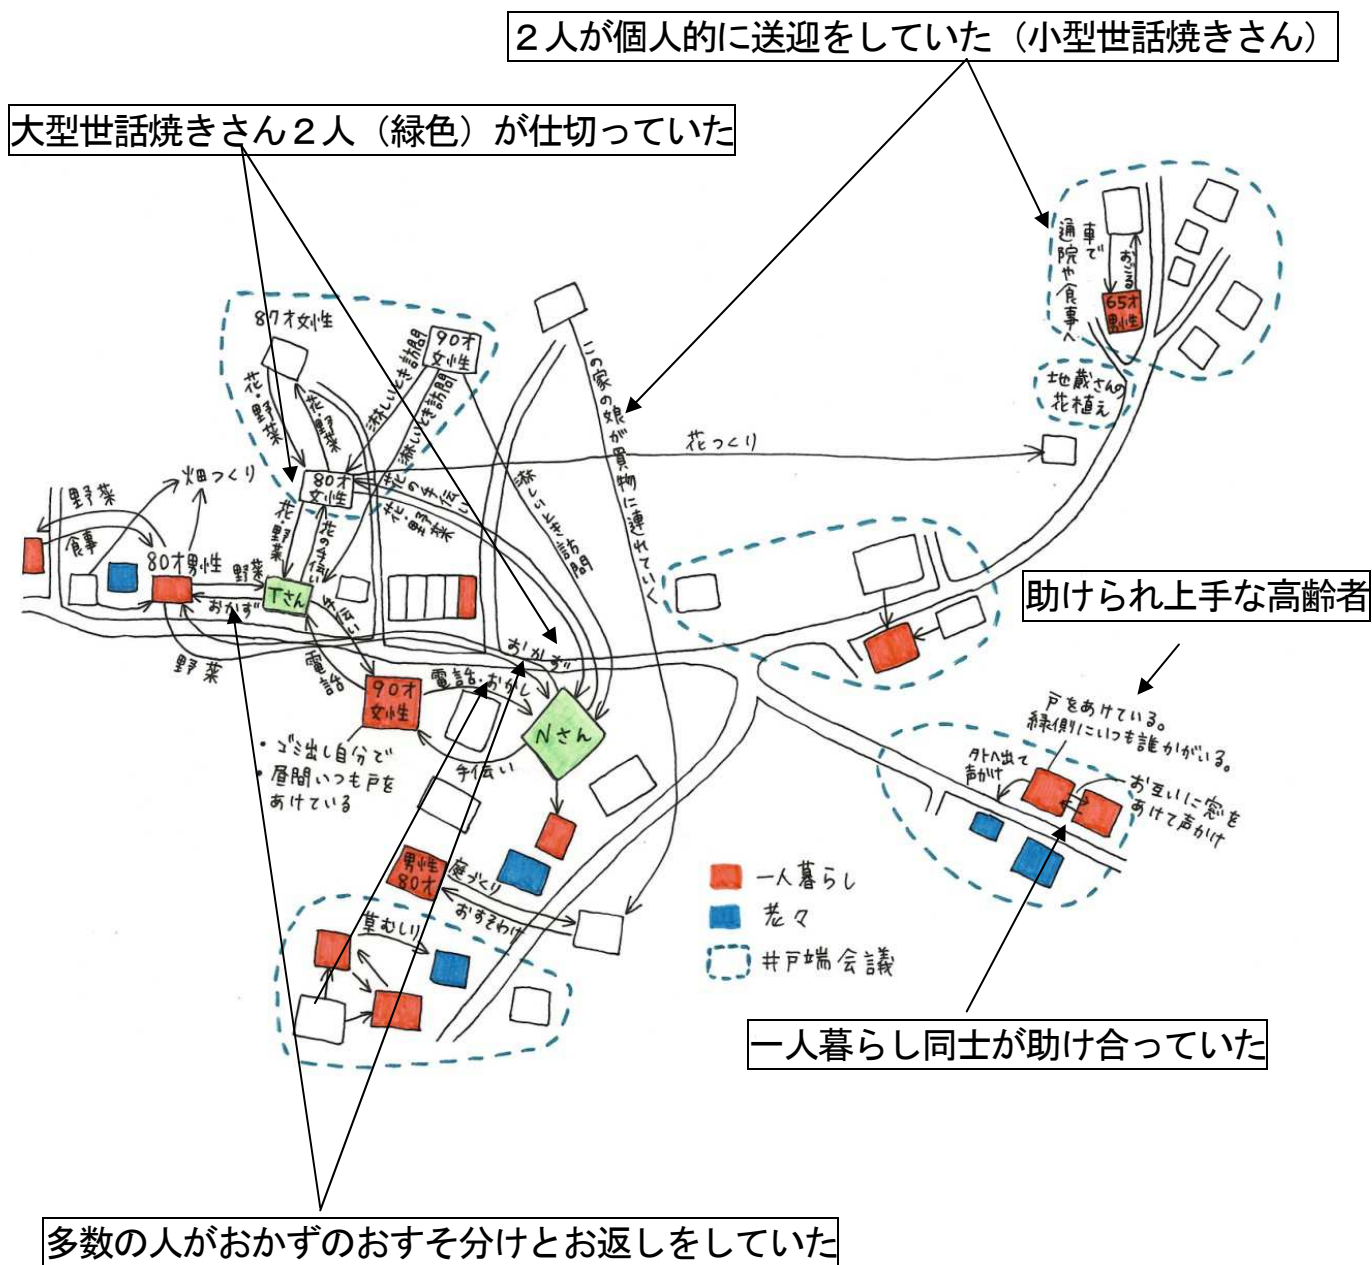 ２人が個人的に送迎をしていた（小型世話焼きさん）
大型世話焼きさん２人（緑色）が仕切っていた
車で
通院や食事へ
おごる
65才
男性
地蔵さんの
花植え
87才女性
90才
女性
花・野菜
花・野菜
淋しいとき訪問
淋しいとき訪問
淋しいとき訪問
この家の娘が買物に連れていく
花つくり
畑つくり
80才
女性
花の手伝い
花・野菜
野菜
食事
80才男性
野菜
おかず
花・野菜
花の手伝い
Tさん
手伝い
野菜
電話
おかず
90才
女性
電話・おかし
Nさん
手伝い
・ゴミ出し自分で
・昼間いつも戸を
あけている
助けられ上手な高齢者
戸をあけている。
縁側にいつも誰かがいる。
外へ出て
声がけ
お互いに窓を
あけて声かけ
男性
80才
庭づくり
おすそわけ
草むしり
一人暮らし
老々
井戸端会議
一人暮らし同士が助け合っていた
多数の人がおかずのおすそ分けとお返しをしていた